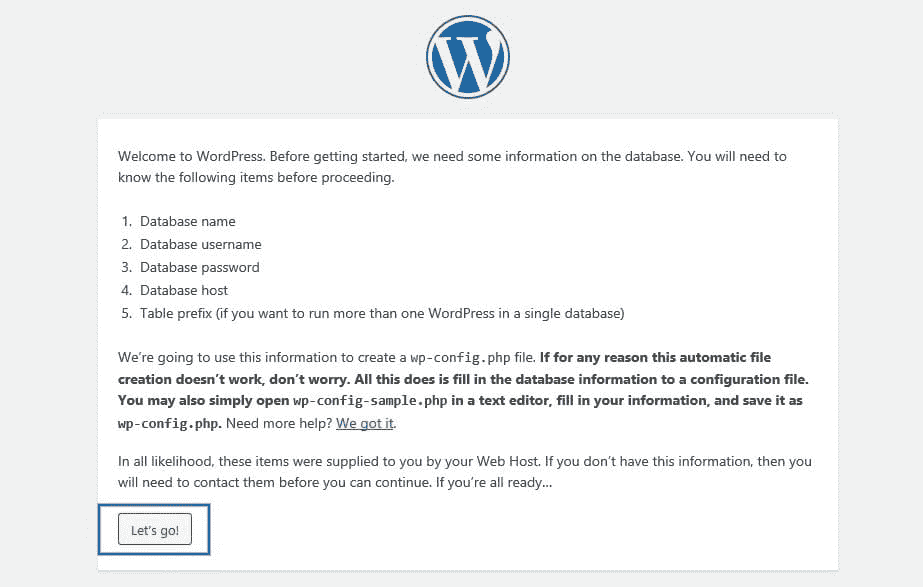 W
Welcome to WordPress. Before getting started, we need some information on the database. You will need to
know the following items before proceeding.
1. Database name
2. Database username
3. Database password
4. Database host
5. Table prefix (if you want to run more than one WordPress in a single database)
We’re going to use this information to create a wp-config.php file. If for any reason this automatic file
creation doesn’t work, don’t worry. All this does is fill in the database information to a configuration file.
You may also simply open wp-config-sample.php in a text editor, fill in your information, and save it as
wp-config.php. Need more help? We got it.
In all likelihood, these items were supplied to you by your Web Host. If you don’t have this information, then you
will need to contact them before you can continue. If you’re all ready…
Let’s go!